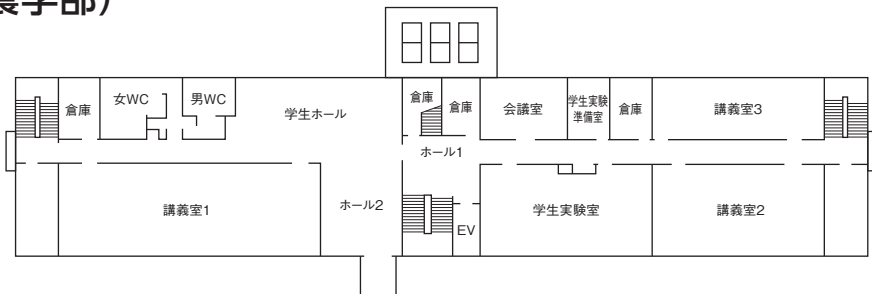 学部）
倉庫
女WC
男WC
学生ホール
倉庫
倉庫
会議室
学生実験
準備室
倉庫
講義室3
ホール1
講義室1
ホール2
EV
学生実験室
講義室2